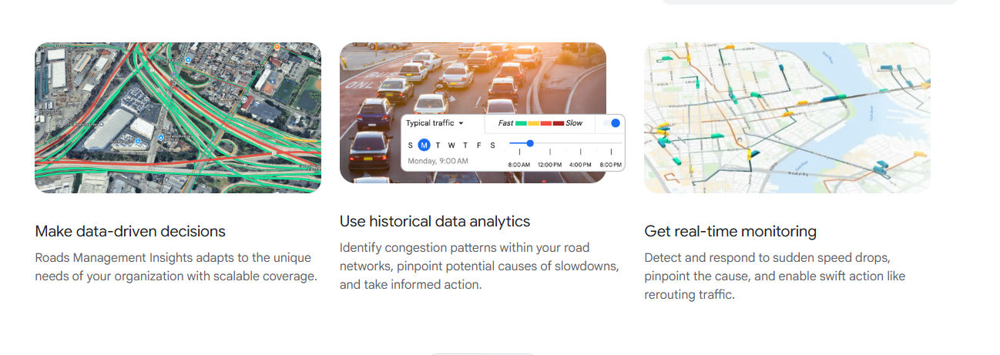 ONL
Typical traffic
Fast
Slow
S M T W T F S
Monday, 9:00 AM
8:00 AM 12:00 PM 4:00 PM 8:00 PM
Make data-driven decisions
Roads Management Insights adapts to the unique
needs of your organization with scalable coverage.
Use historical data analytics
Identify congestion patterns within your road
networks, pinpoint potential causes of slowdowns,
and take informed action.
Get real-time monitoring
Detect and respond to sudden speed drops,
pinpoint the cause, and enable swift action like
rerouting traffic.